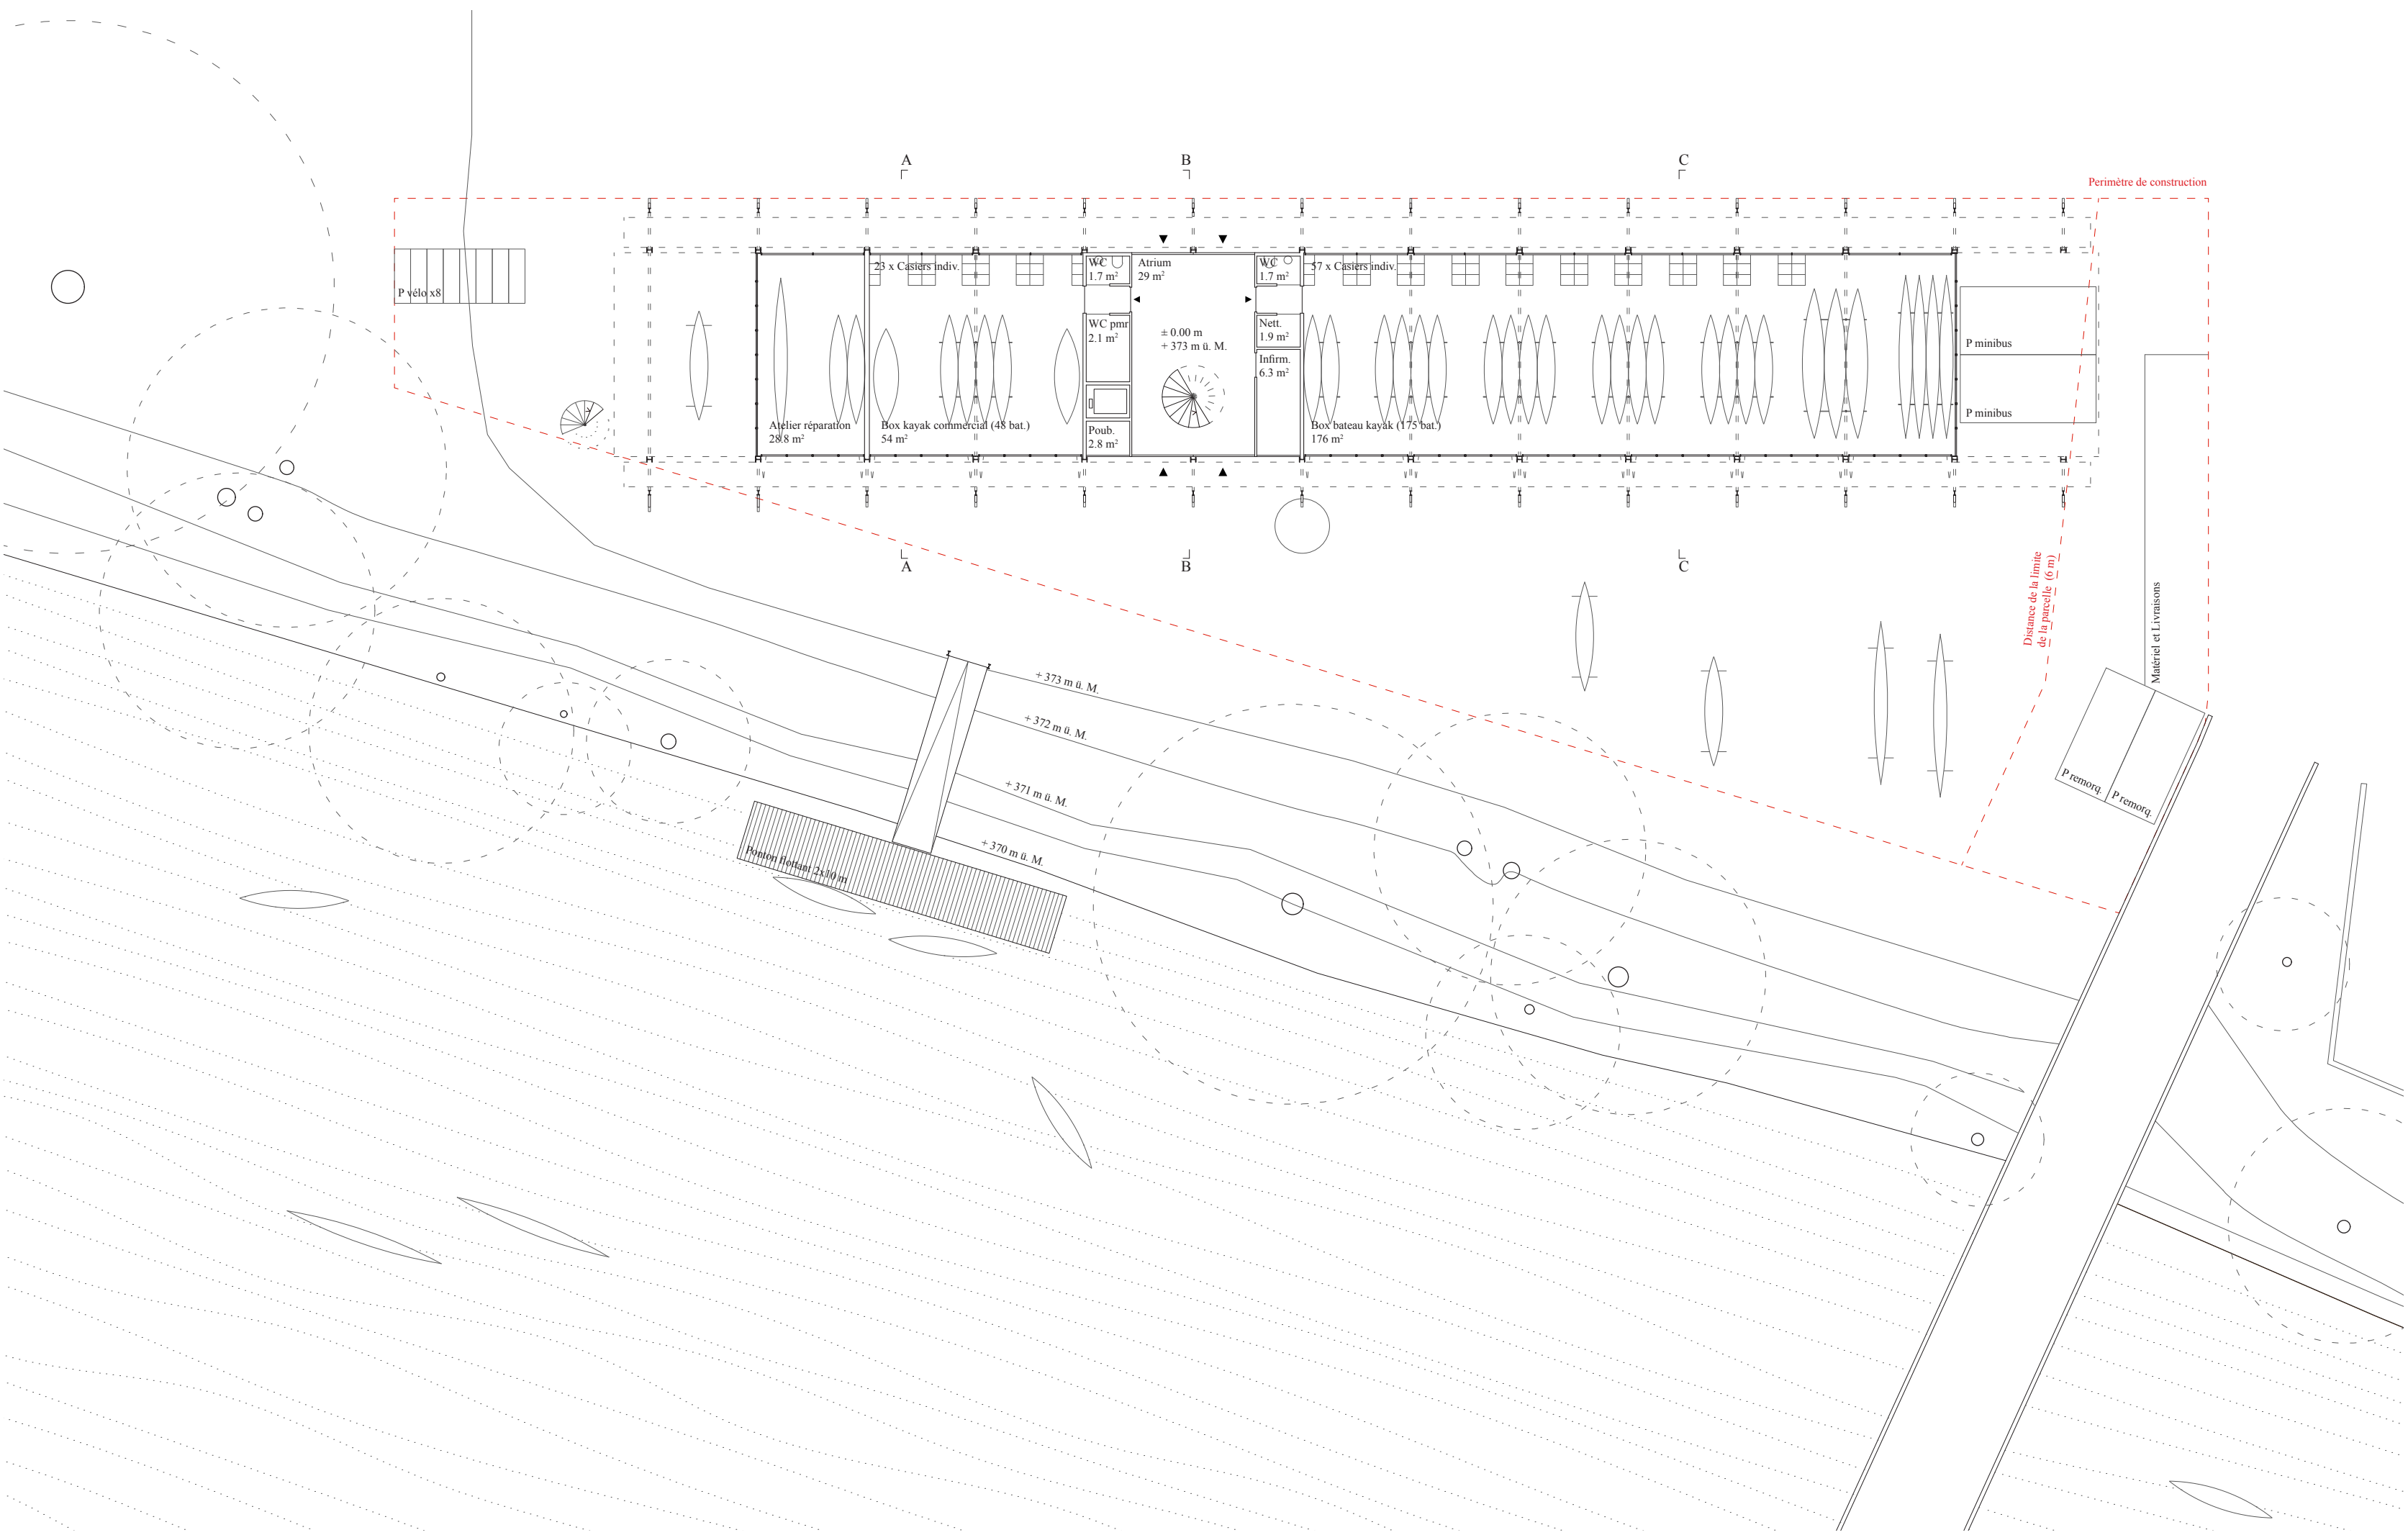 A
B
C
Perimètre de construction
P vélo x8
23 x Casiers indiv.
WC
1.7 m²
Atrium
29 m²
WC
1.7 m²
57 x Casiers indiv.
WC pmr
2.1 m²
± 0.00 m
+ 373 m ü. M.
Nett.
1.9 m²
Infirm.
6.3 m²
P minibus
P minibus
Atelier réparation
28.8 m²
Box kayak commercial (48 bat.)
54 m²
Poub.
2.8 m²
Box bateau kayak (175 bat.)
176 m²
A
B
C
Distance de la limite
de la parcelle (6 m)
Matériel et Livraisons
+ 373 m ü. M.
+ 372 m ü. M.
+ 371 m ü. M.
+ 370 m ü. M.
P remorq.
P remorq.
Ponton flottant 2x10 m